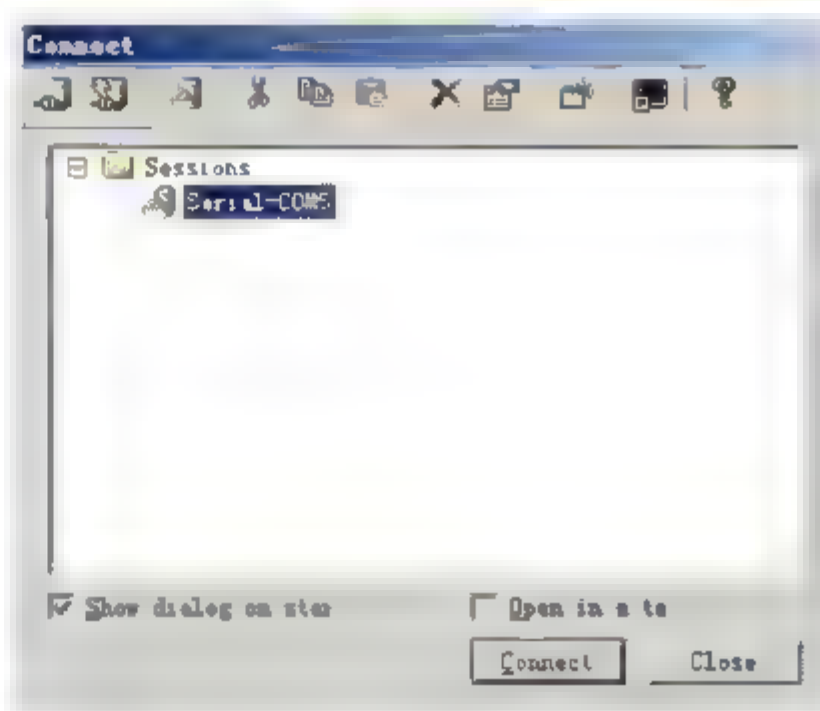 Connect
Sessions
Serial-COM5
Show dialog on star
Open in a ta
Connect
Close